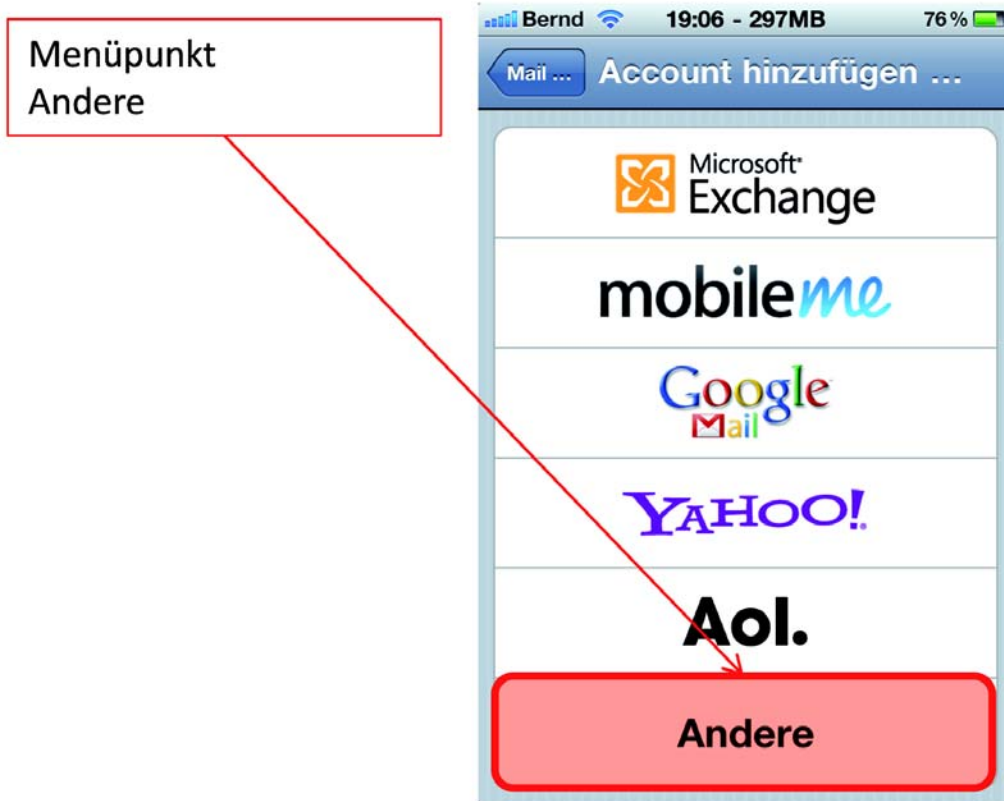 Menüpunkt
Andere
Bernd 19:06 - 297MB 76%
Mail ... Account hinzufügen ...
Microsoft
Exchange
mobileme
Google
Mail
YAHOO!
Aol.
Andere